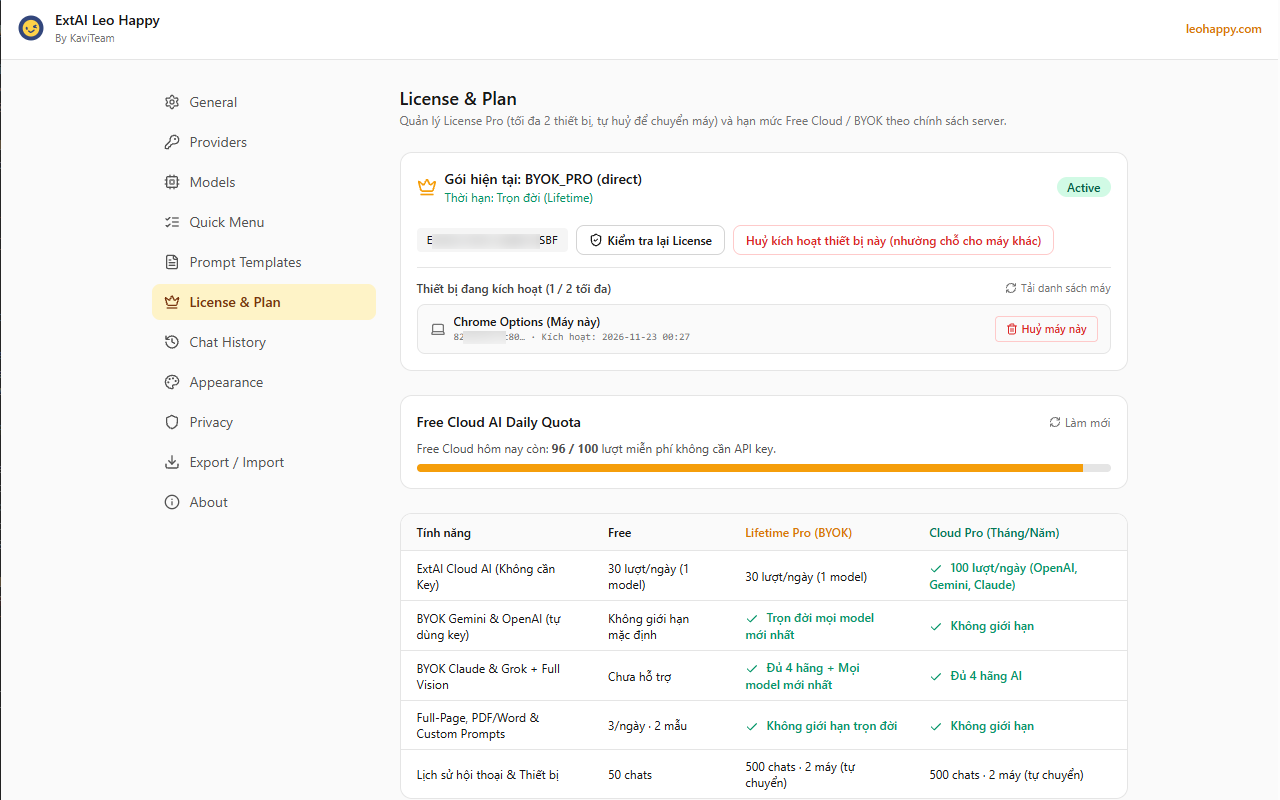 ExtAI Leo Happy
By KaviTeam
leohappy.com
General
Providers
Models
Quick Menu
Prompt Templates
License & Plan
Chat History
Appearance
Privacy
Export / Import
About
License & Plan
Quản lý License Pro (tối đa 2 thiết bị, tự huỷ để chuyển máy) và hạn mức Free Cloud / BYOK theo chính sách server.
Gói hiện tại: BYOK_PRO (direct)
Thời hạn: Trọn đời (Lifetime)
Active
E SBF
Kiểm tra lại License
Huỷ kích hoạt thiết bị này (nhường chỗ cho máy khác)
Thiết bị đang kích hoạt (1 / 2 tối đa)
Tải danh sách máy
Chrome Options (Máy này)
82 :80… · Kích hoạt: 2026-11-23 00:27
Huỷ máy này
Free Cloud AI Daily Quota
Làm mới
Free Cloud hôm nay còn: 96 / 100 lượt miễn phí không cần API key.
Tính năng Free Lifetime Pro (BYOK) Cloud Pro (Tháng/Năm)
ExtAI Cloud AI (Không cần
Key)
30 lượt/ngày (1
model)
30 lượt/ngày (1 model)
✓ 100 lượt/ngày (OpenAI,
Gemini, Claude)
BYOK Gemini & OpenAI (tự
dùng key)
Không giới hạn
mặc định
✓ Trọn đời mọi model
mới nhất
✓ Không giới hạn
BYOK Claude & Grok + Full
Vision
Chưa hỗ trợ
✓ Đủ 4 hãng + Mọi
model mới nhất
✓ Đủ 4 hãng AI
Full-Page, PDF/Word &
Custom Prompts
3/ngày · 2 mẫu
✓ Không giới hạn trọn đời
✓ Không giới hạn
Lịch sử hội thoại & Thiết bị
50 chats
500 chats · 2 máy (tự
chuyển)
500 chats · 2 máy (tự chuyển)